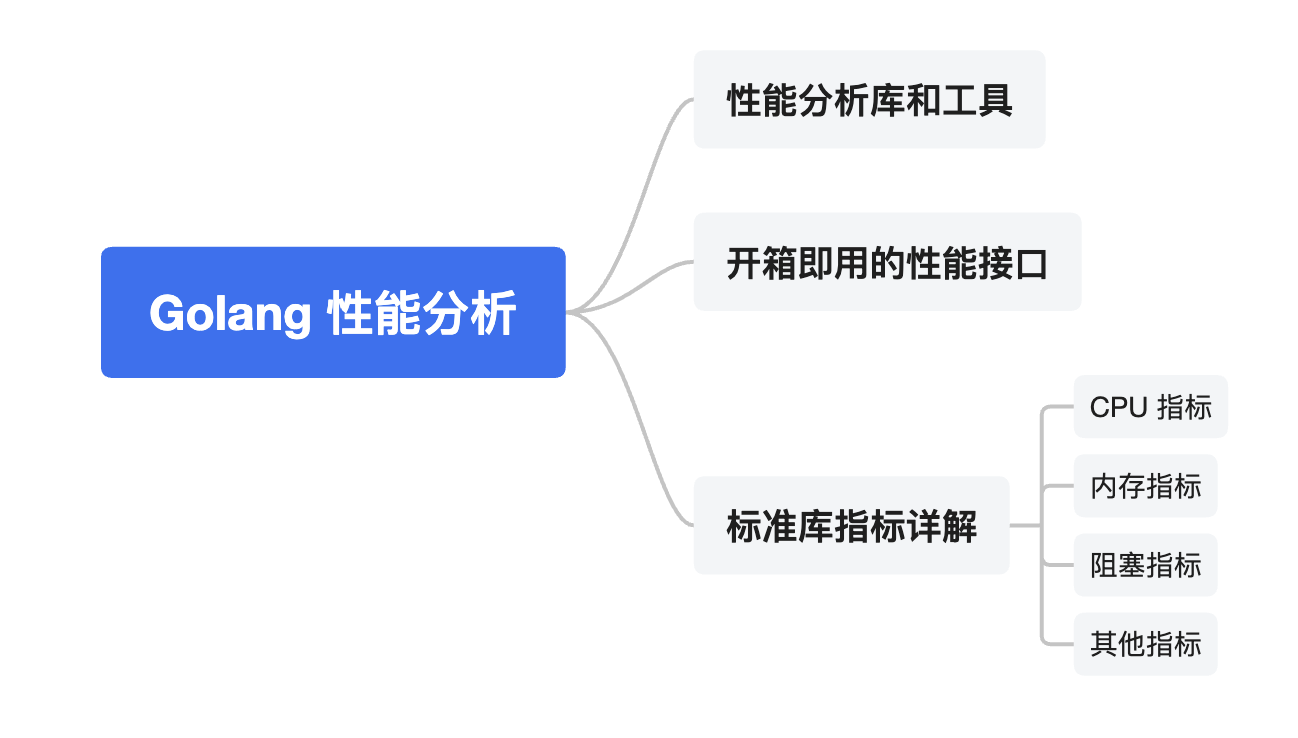 Golang 性能分析
性能分析库和工具
开箱即用的性能接口
标准库指标详解
CPU 指标
内存指标
阻塞指标
其他指标